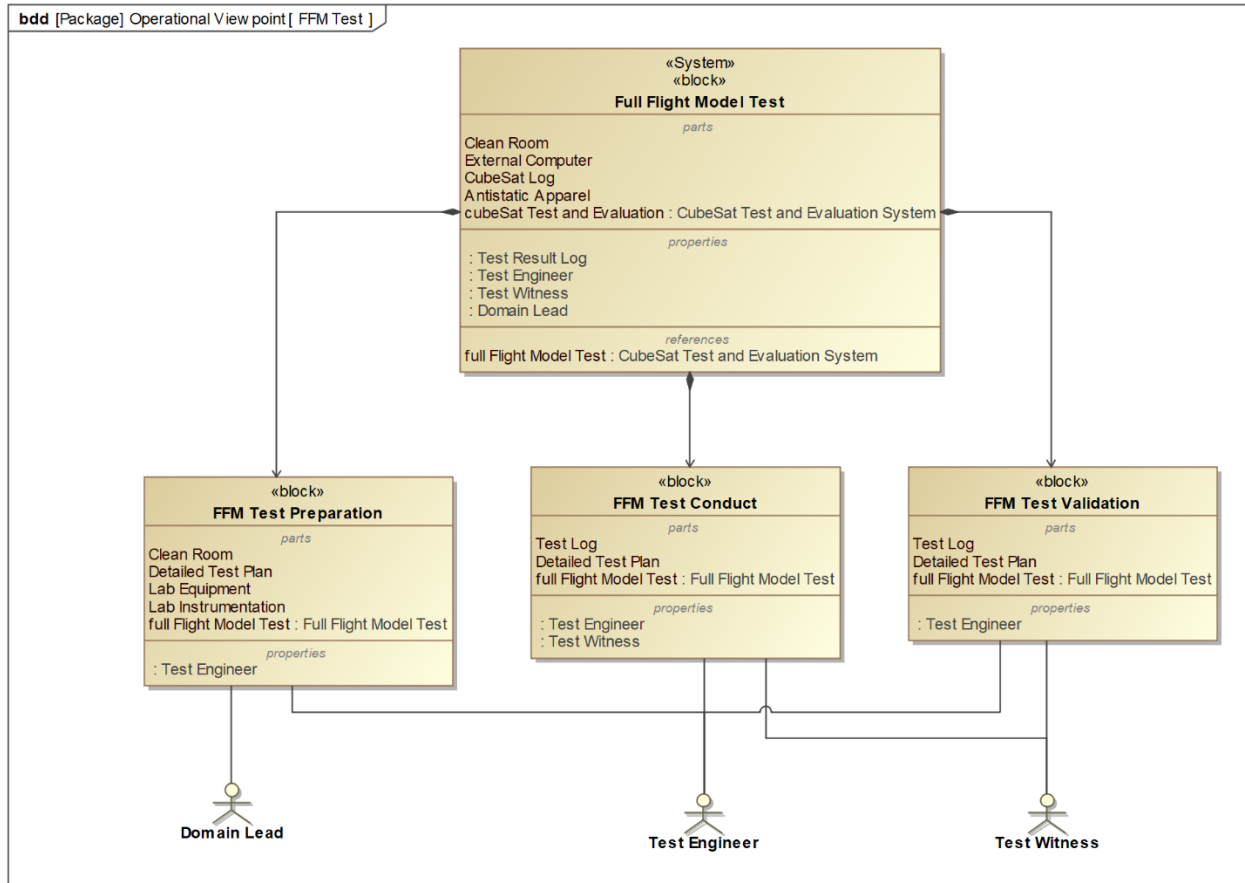 bdd [Package] Operational View point [ FFM Test ]
«System»
«block»
Full Flight Model Test
parts
Clean Room
External Computer
CubeSat Log
Antistatic Apparel
cubeSat Test and Evaluation : CubeSat Test and Evaluation System
properties
: Test Result Log
: Test Engineer
: Test Witness
: Domain Lead
references
full Flight Model Test : CubeSat Test and Evaluation System
«block»
FFM Test Preparation
parts
Clean Room
Detailed Test Plan
Lab Equipment
Lab Instrumentation
full Flight Model Test : Full Flight Model Test
properties
: Test Engineer
«block»
FFM Test Conduct
parts
Test Log
Detailed Test Plan
full Flight Model Test : Full Flight Model Test
properties
: Test Engineer
: Test Witness
«block»
FFM Test Validation
parts
Test Log
Detailed Test Plan
full Flight Model Test : Full Flight Model Test
properties
: Test Engineer
Domain Lead
Test Engineer
Test Witness